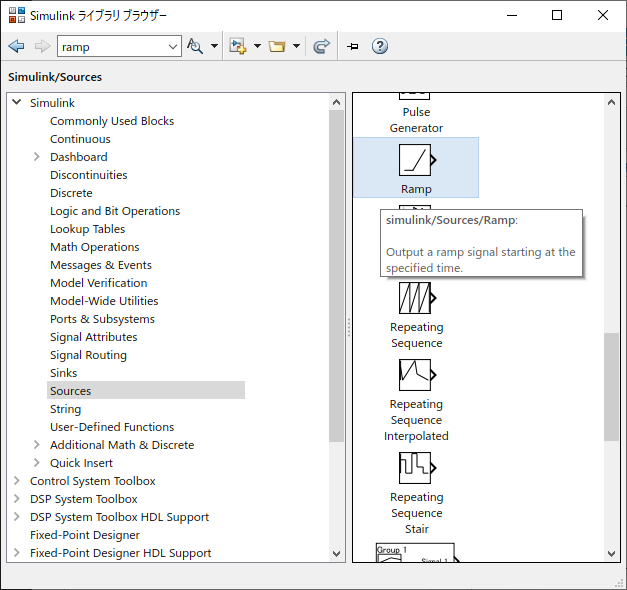 Simulink ライブラリ ブラウザー
ramp
Simulink/Sources
Simulink
Commonly Used Blocks
Continuous
Dashboard
Discontinuities
Discrete
Logic and Bit Operations
Lookup Tables
Math Operations
Messages & Events
Model Verification
Model-Wide Utilities
Ports & Subsystems
Signal Attributes
Signal Routing
Sinks
Sources
String
User-Defined Functions
Additional Math & Discrete
Quick Insert
Control System Toolbox
DSP System Toolbox
DSP System Toolbox HDL Support
Fixed-Point Designer
Fixed-Point Designer HDL Support
Pulse
Generator
Ramp
simulink/Sources/Ramp:
Output a ramp signal starting at the
specified time.
Repeating
Sequence
Repeating
Sequence
Interpolated
Repeating
Sequence
Stair
Group 1
Signal 1